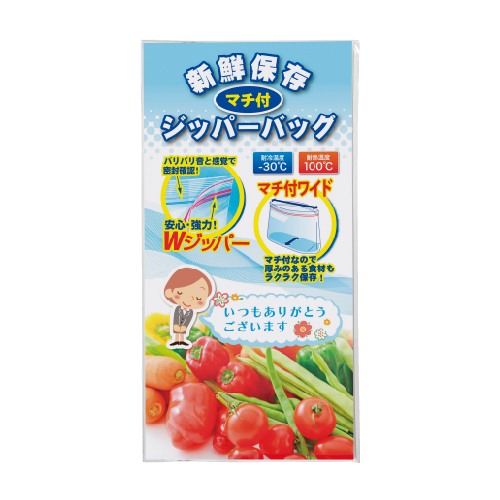 新鮮保存
マチ付
ジッパーバッグ
パリパリ音と感覚で
密封確認!
耐冷温度
-30℃
耐熱温度
100℃
マチ付ワイド
安心・強力!
Wジッパー
マチ付なので
厚みのある食材も
ラクラク保存!
いつもありがとう
ございます